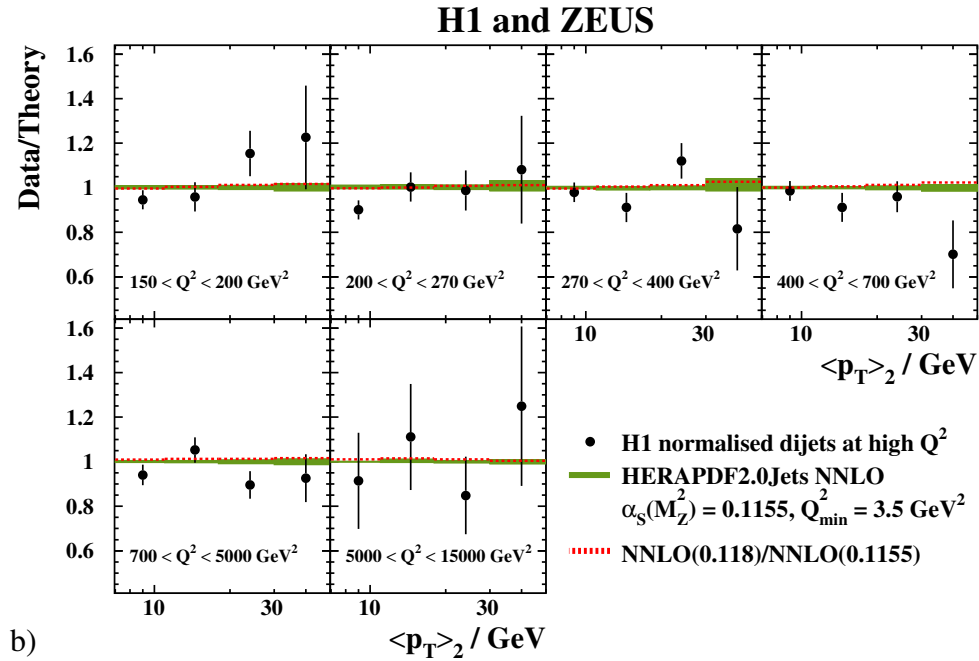 H1 and ZEUS
Data/Theory
1.6
1.4
1.2
1
0.8
0.6
150 < Q² < 200 GeV²
200 < Q² < 270 GeV²
270 < Q² < 400 GeV²
400 < Q² < 700 GeV²
10 30
10 30
<p_T>₂ / GeV
1.6
1.4
1.2
1
0.8
0.6
700 < Q² < 5000 GeV²
5000 < Q² < 15000 GeV²
10 30
10 30
<p_T>₂ / GeV
H1 normalised dijets at high Q²
HERAPDF2.0Jets NNLO
α_S(M_Z²) = 0.1155, Q²_min = 3.5 GeV²
NNLO(0.118)/NNLO(0.1155)
b)